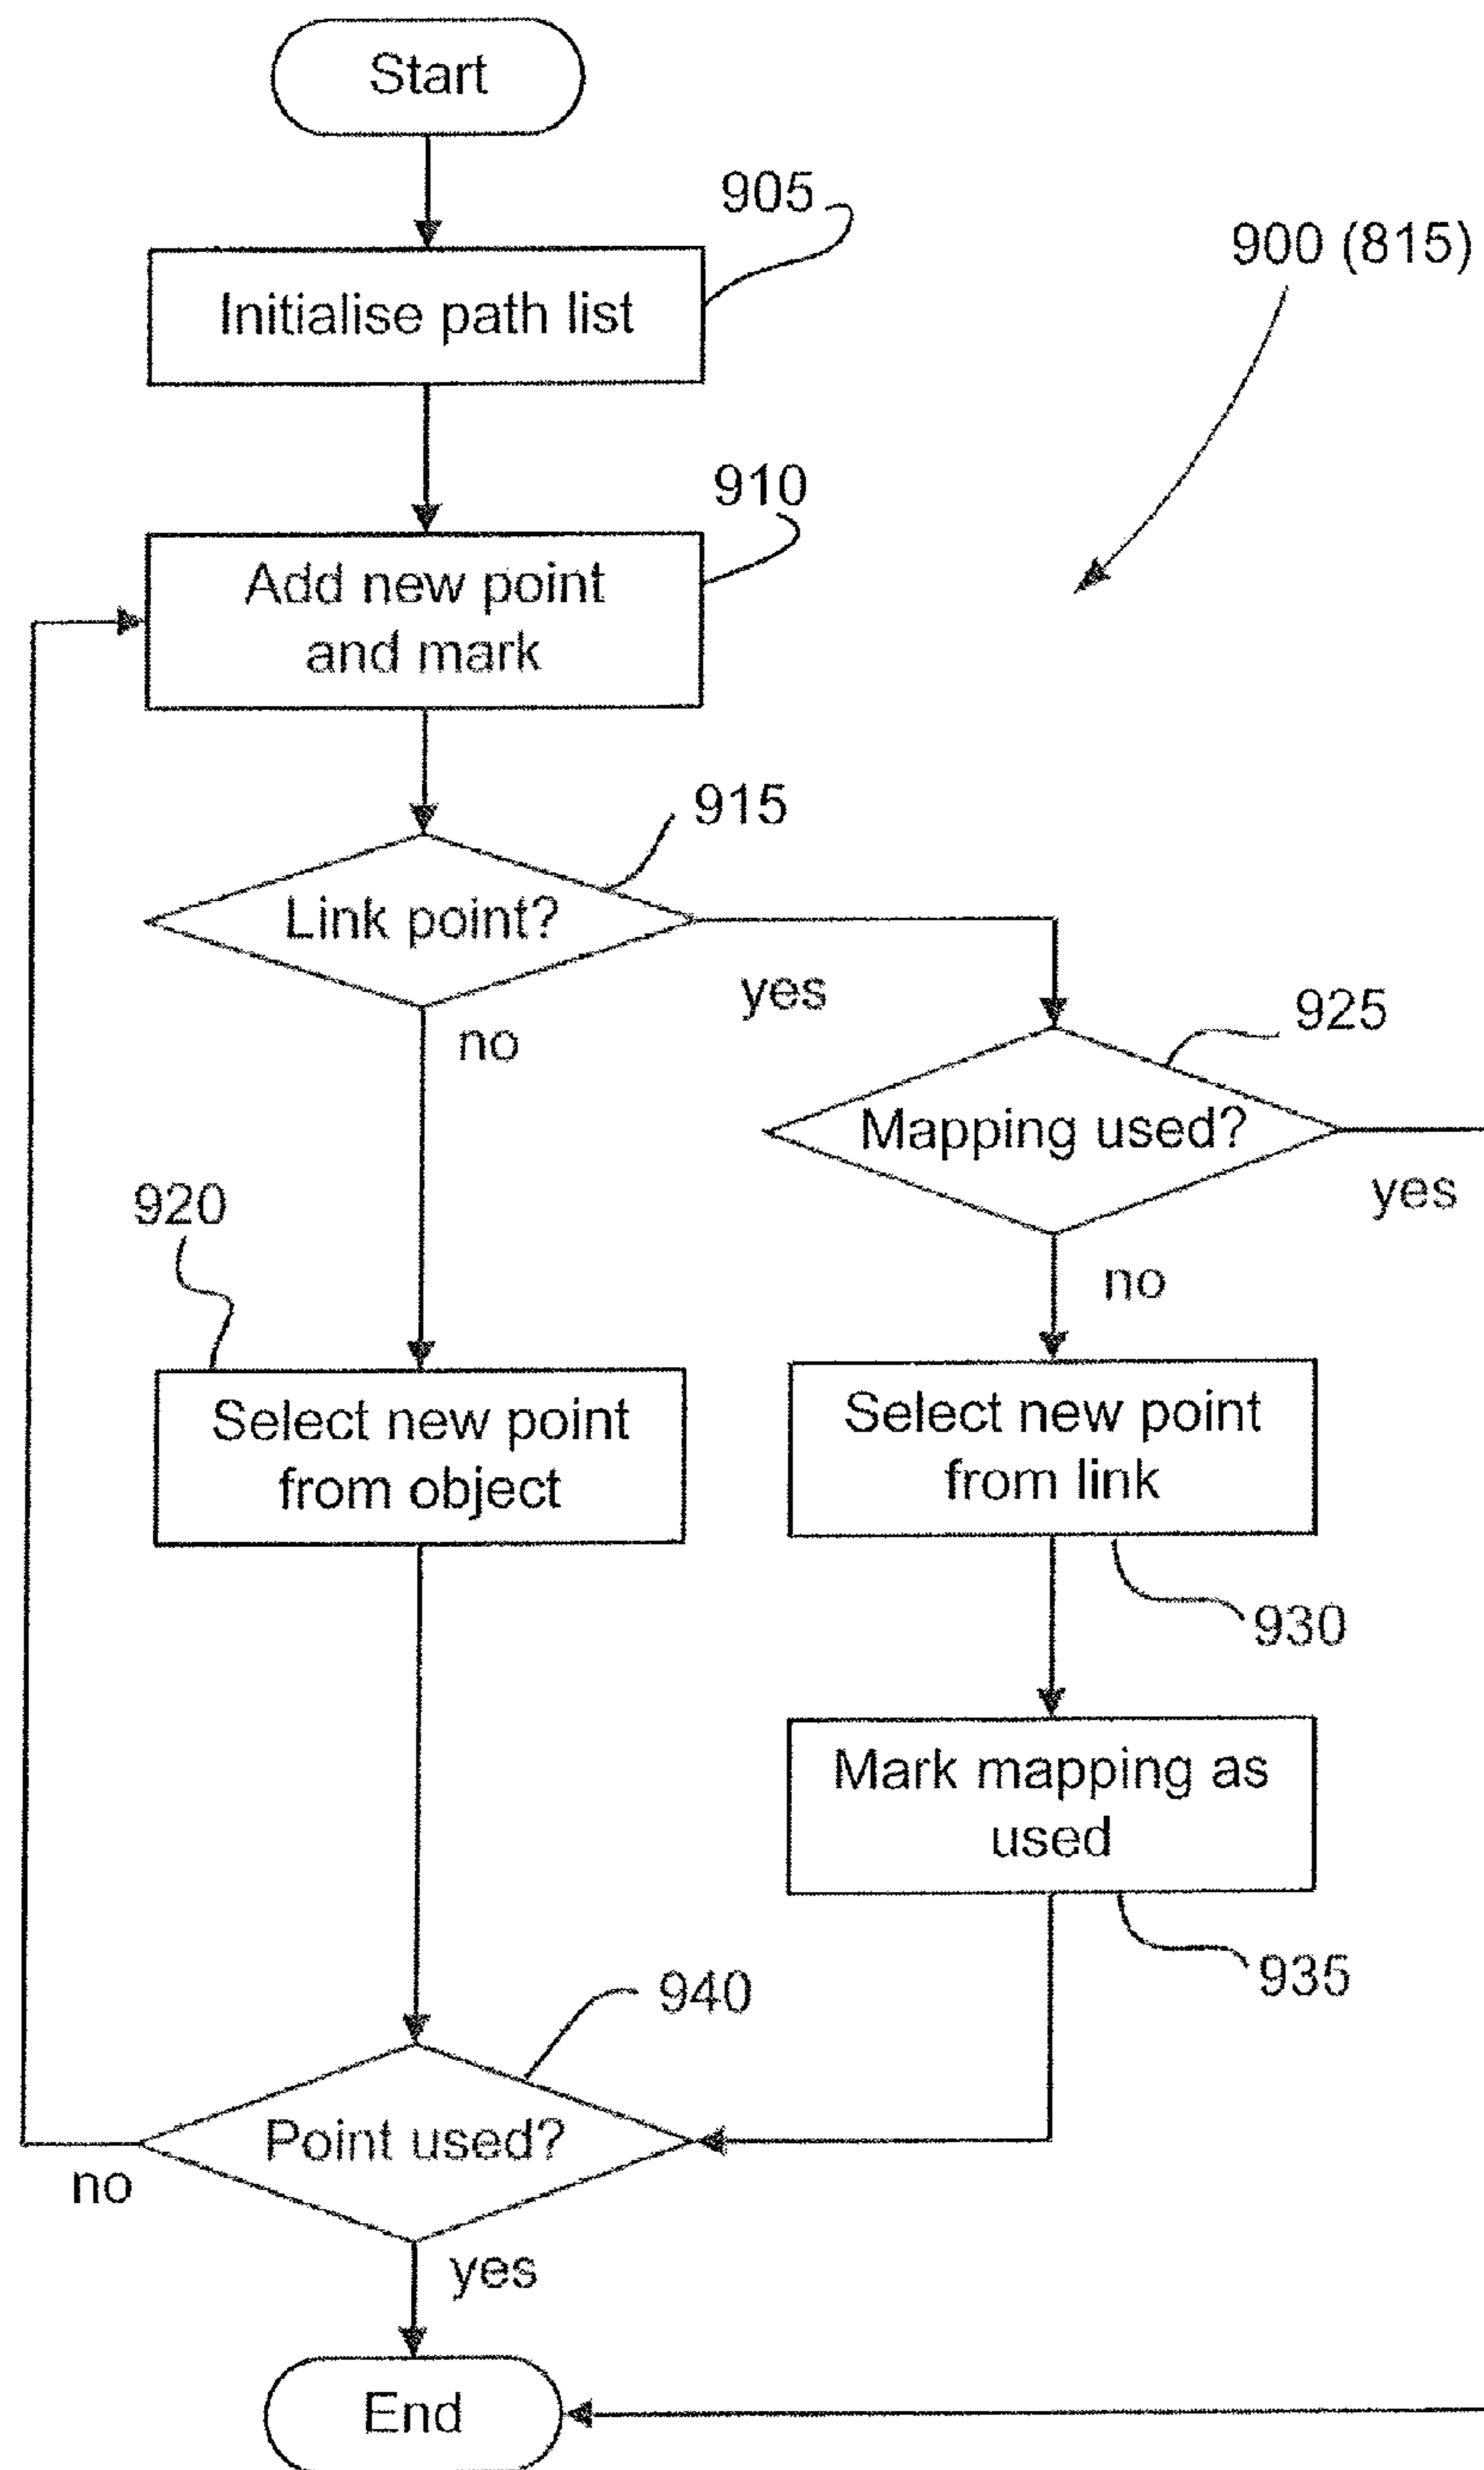 Start
905
900 (815)
Initialise path list
910
Add new point
and mark
915
Link point?
yes
no
925
Mapping used?
yes
no
920
Select new point
from object
Select new point
from link
930
Mark mapping as
used
935
940
Point used?
no
yes
End